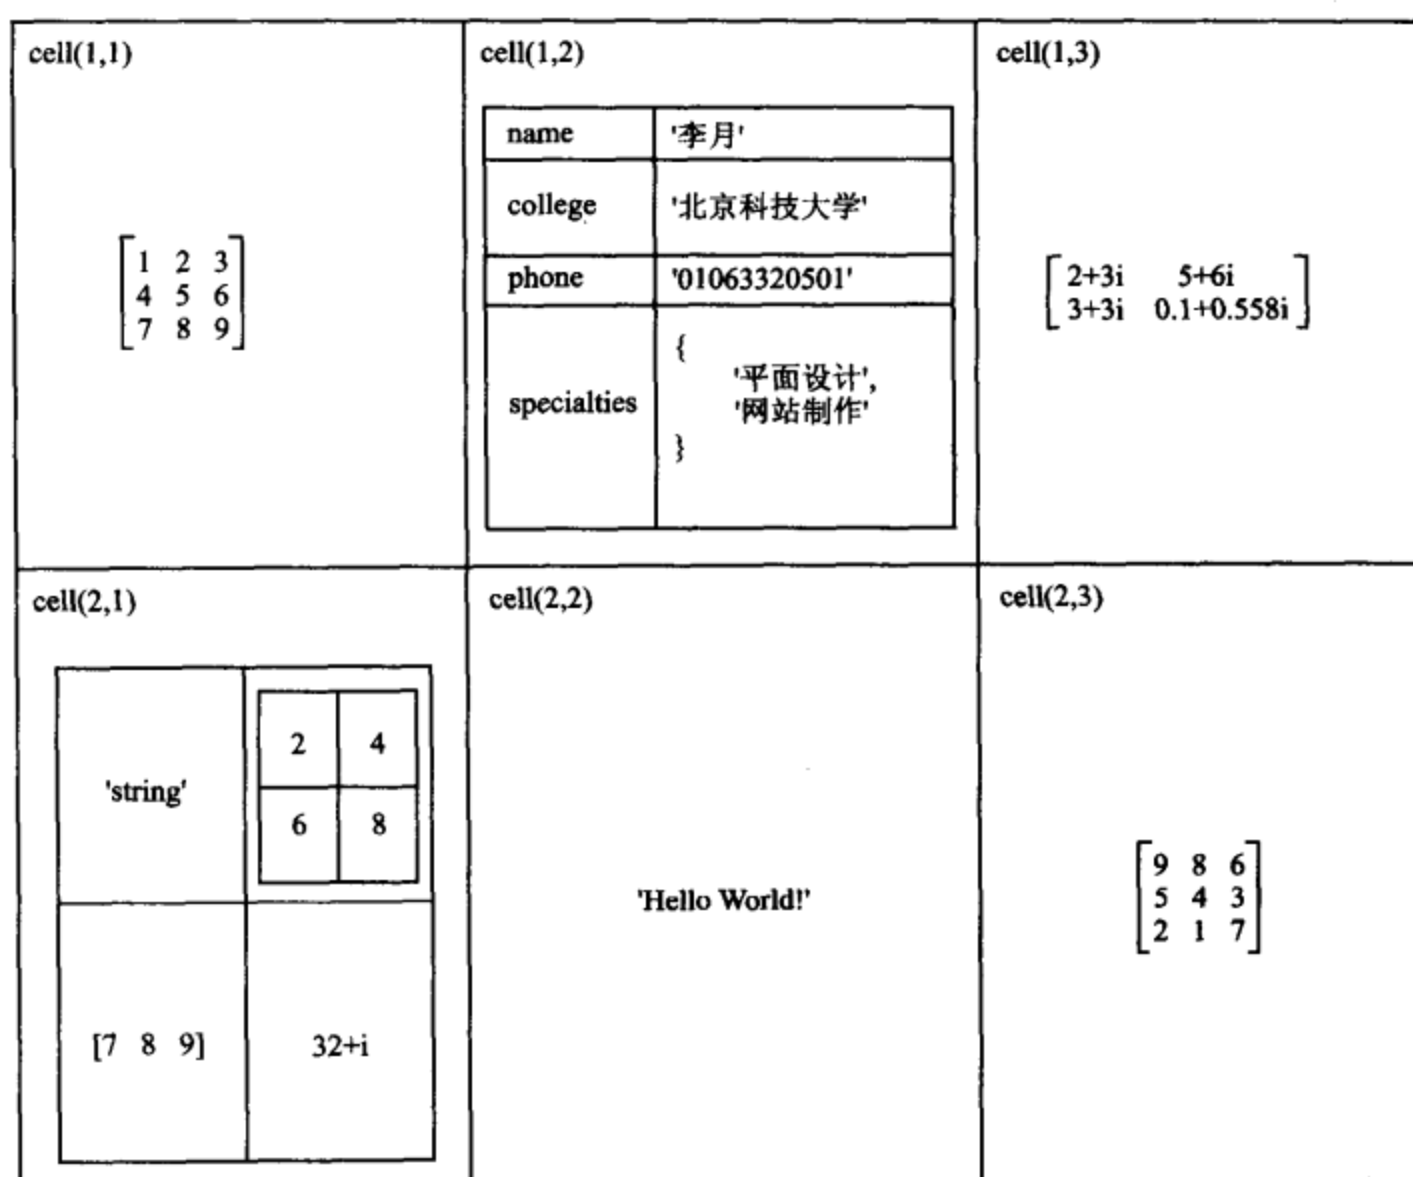 cell(1,1)
1 2 3
4 5 6
7 8 9
cell(1,2)
name '李月'
college '北京科技大学'
phone '01063320501'
specialties
{
'平面设计',
'网站制作'
}
cell(1,3)
2+3i 5+6i
3+3i 0.1+0.558i
cell(2,1)
'string'
2 4
6 8
[7 8 9]
32+i
cell(2,2)
'Hello World!'
cell(2,3)
9 8 6
5 4 3
2 1 7